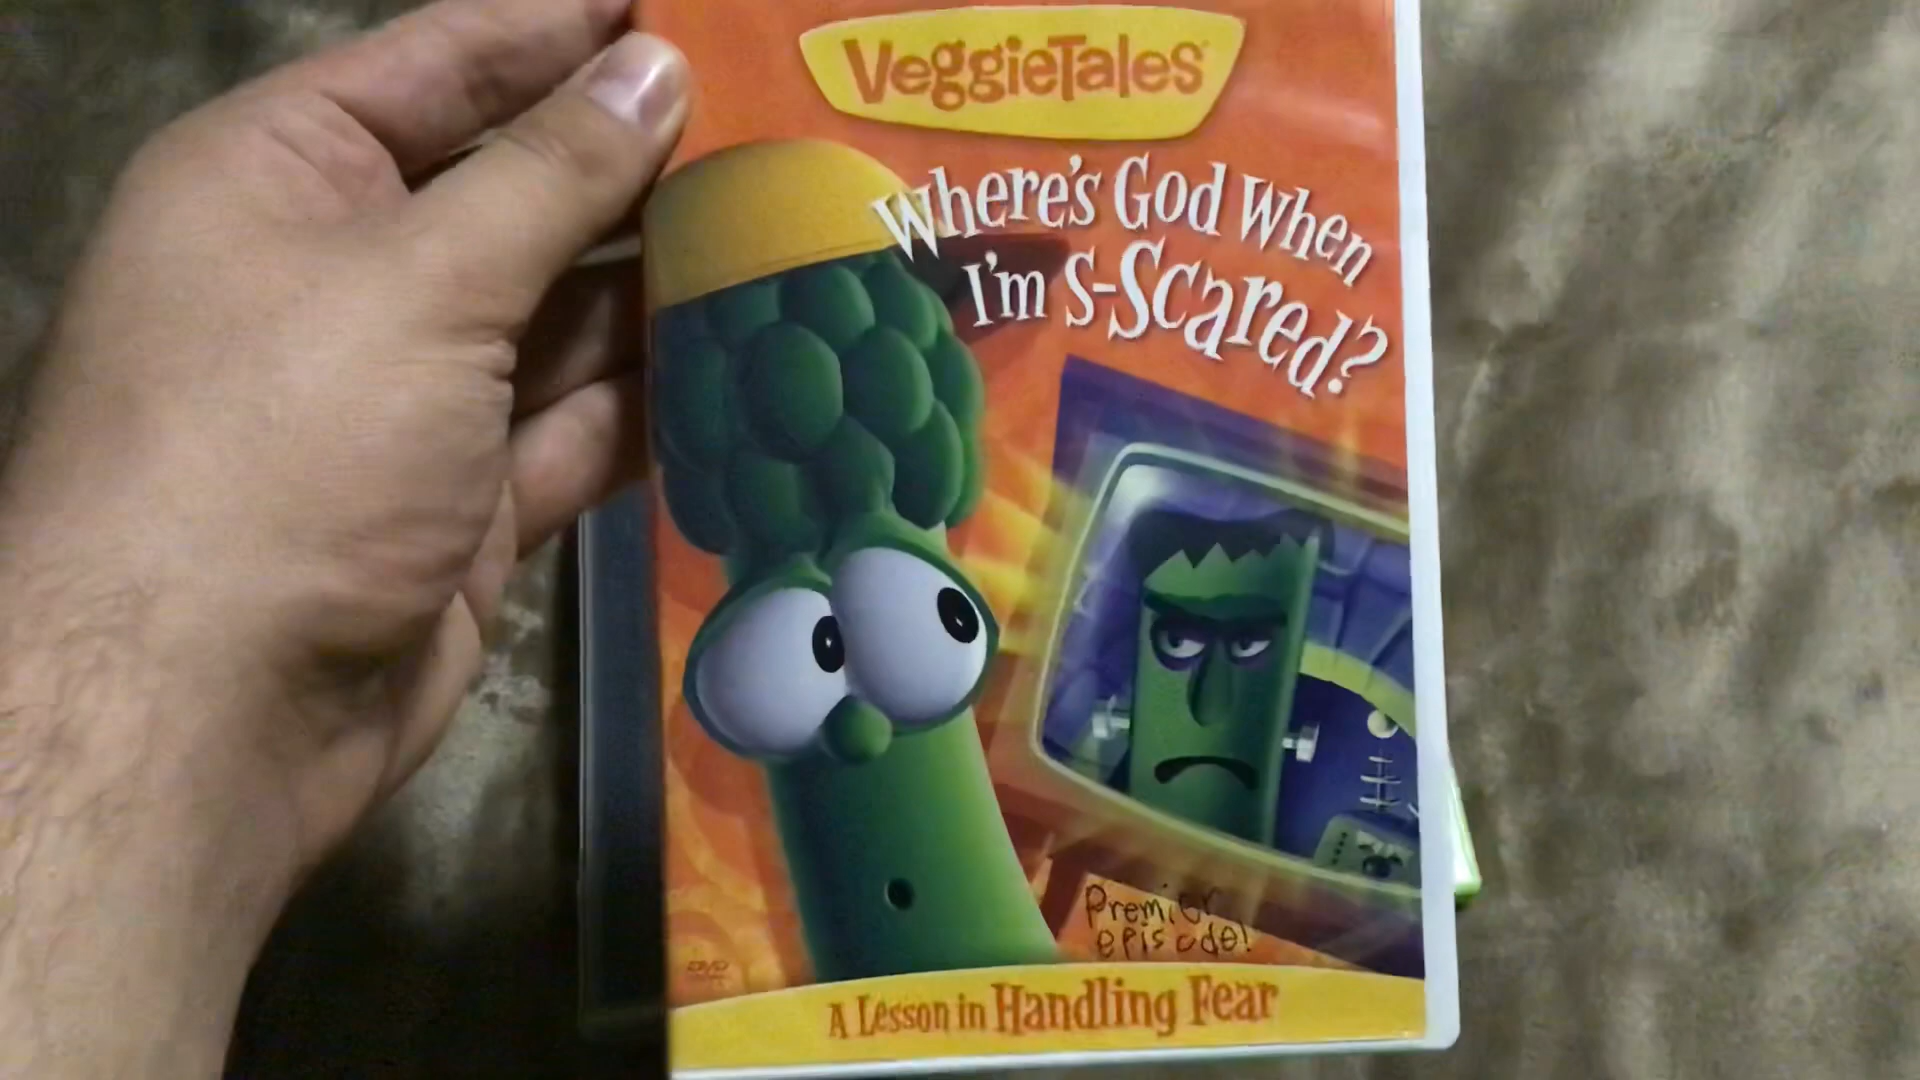 VeggieTales
Where's God When
I'm S-Scared?
Premier
episode!
DVD
A Lesson in Handling Fear